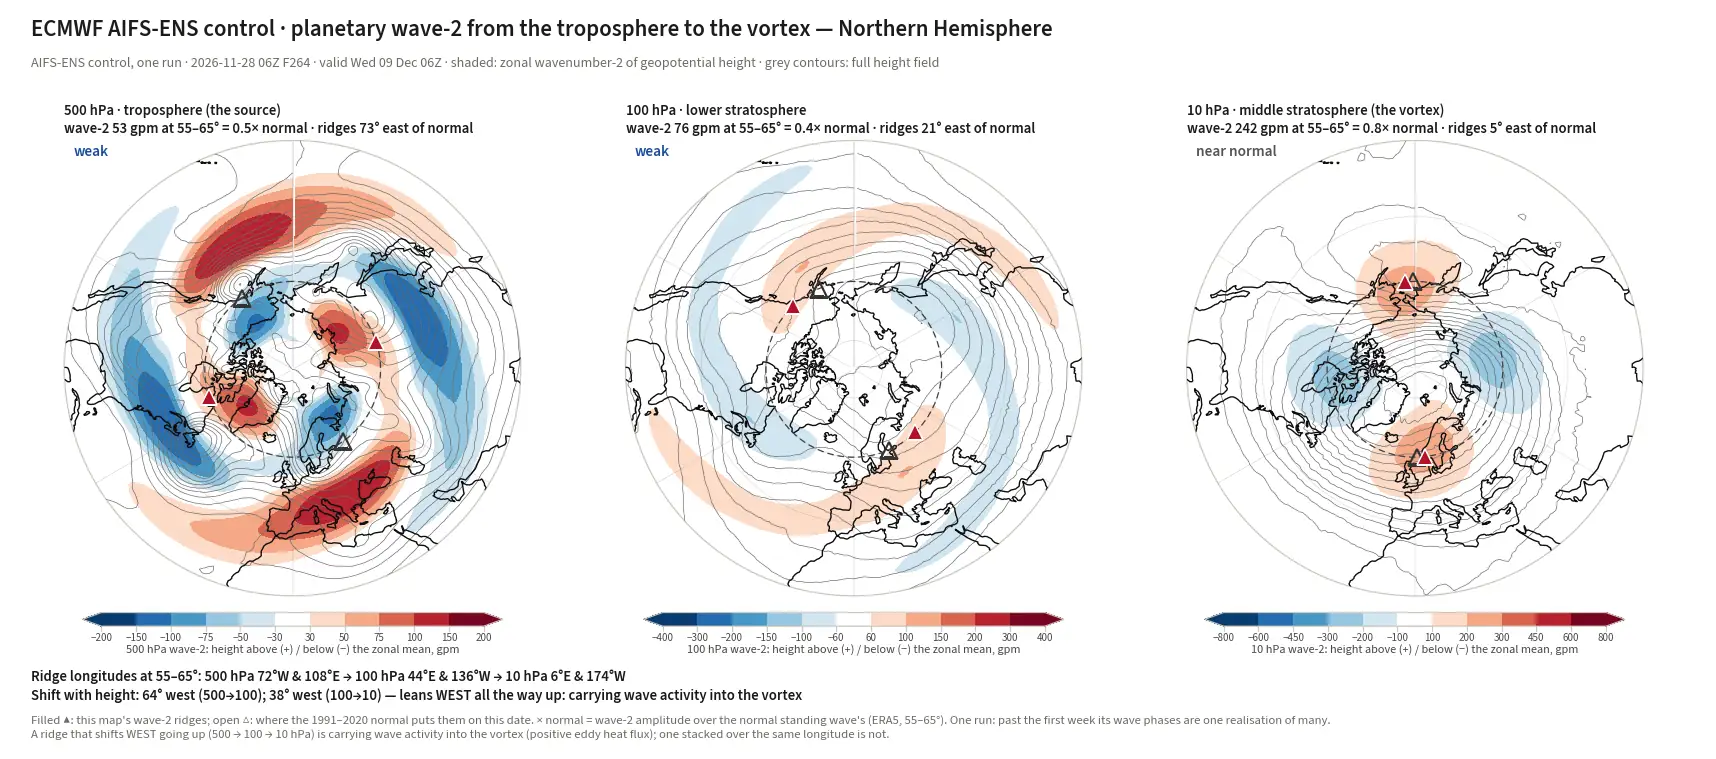 ECMWF AIFS-ENS control · planetary wave-2 from the troposphere to the vortex — Northern Hemisphere
AIFS-ENS control, one run · 2026-11-28 06Z F264 · valid Wed 09 Dec 06Z · shaded: zonal wavenumber-2 of geopotential height · grey contours: full height field
500 hPa · troposphere (the source)
wave-2 53 gpm at 55–65° = 0.5× normal · ridges 73° east of normal
weak
100 hPa · lower stratosphere
wave-2 76 gpm at 55–65° = 0.4× normal · ridges 21° east of normal
weak
10 hPa · middle stratosphere (the vortex)
wave-2 242 gpm at 55–65° = 0.8× normal · ridges 5° east of normal
near normal
−200 −150 −100 −75 −50 −30 30 50 75 100 150 200
500 hPa wave-2: height above (+) / below (−) the zonal mean, gpm
−400 −300 −200 −150 −100 −60 60 100 150 200 300 400
100 hPa wave-2: height above (+) / below (−) the zonal mean, gpm
−800 −600 −450 −300 −200 −100 100 200 300 450 600 800
10 hPa wave-2: height above (+) / below (−) the zonal mean, gpm
Ridge longitudes at 55–65°: 500 hPa 72°W & 108°E → 100 hPa 44°E & 136°W → 10 hPa 6°E & 174°W
Shift with height: 64° west (500→100); 38° west (100→10) — leans WEST all the way up: carrying wave activity into the vortex
Filled ▲: this map's wave-2 ridges; open △: where the 1991–2020 normal puts them on this date. × normal = wave-2 amplitude over the normal standing wave's (ERA5, 55–65°). One run: past the first week its wave phases are one realisation of many.
A ridge that shifts WEST going up (500 → 100 → 10 hPa) is carrying wave activity into the vortex (positive eddy heat flux); one stacked over the same longitude is not.